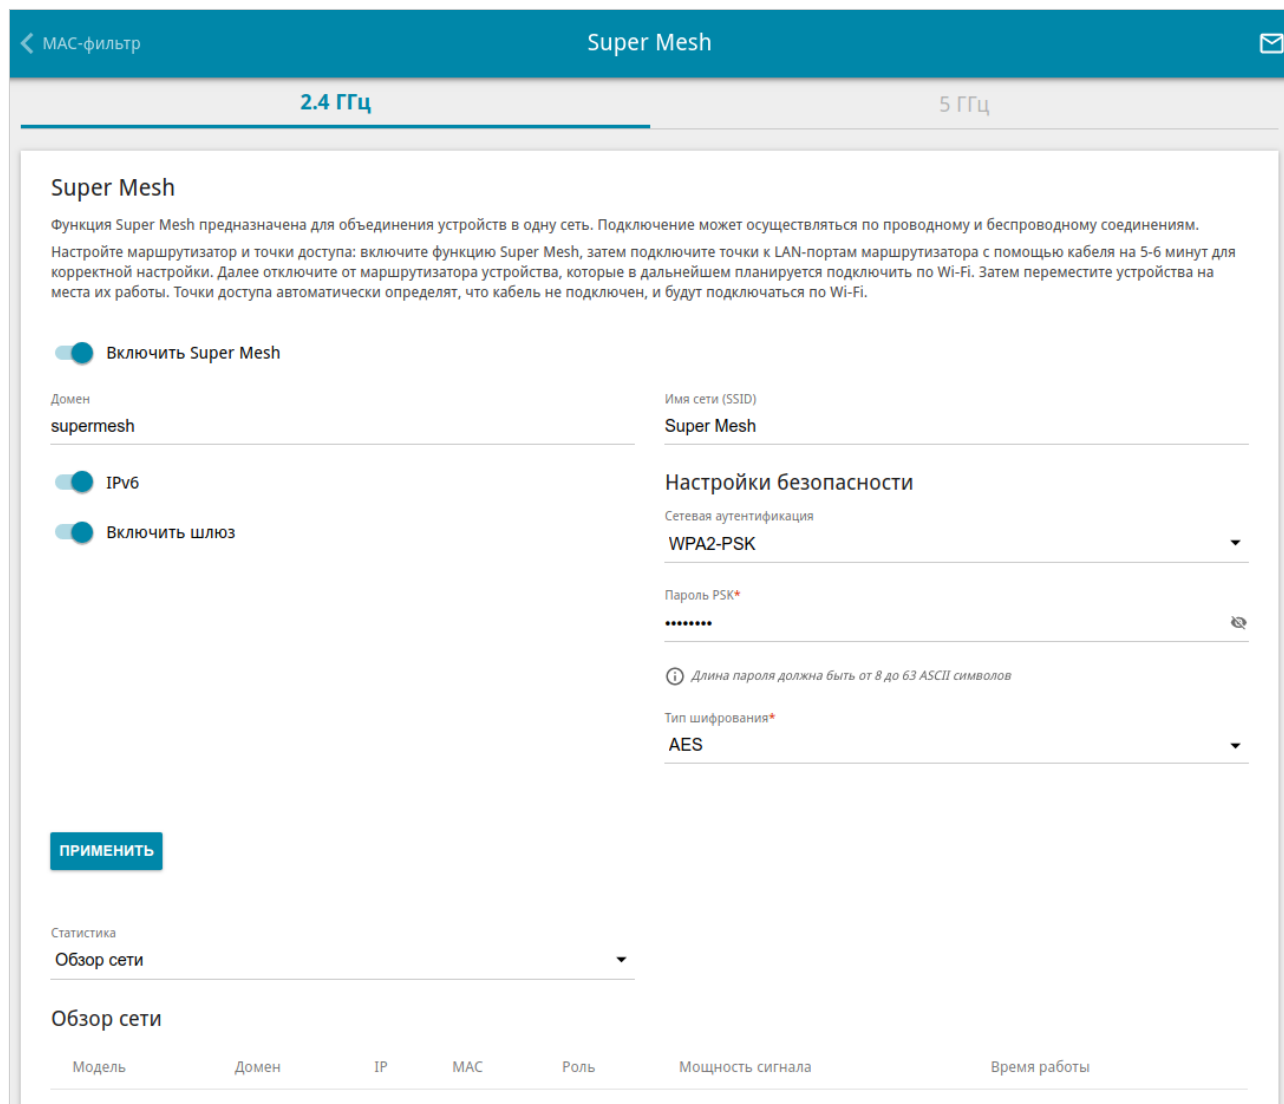 МАС-фильтр
Super Mesh
2.4 ГГц
5 ГГц
Super Mesh
Функция Super Mesh предназначена для объединения устройств в одну сеть. Подключение может осуществляться по проводному и беспроводному соединениям.
Настройте маршрутизатор и точки доступа: включите функцию Super Mesh, затем подключите точки к LAN-портам маршрутизатора с помощью кабеля на 5-6 минут для
корректной настройки. Далее отключите от маршрутизатора устройства, которые в дальнейшем планируется подключить по Wi-Fi. Затем переместите устройства на
места их работы. Точки доступа автоматически определят, что кабель не подключен, и будут подключаться по Wi-Fi.
Включить Super Mesh
Домен
supermesh
IPv6
Включить шлюз
Имя сети (SSID)
Super Mesh
Настройки безопасности
Сетевая аутентификация
WPA2-PSK
Пароль PSK*
••••••••
Длина пароля должна быть от 8 до 63 ASCII символов
Тип шифрования*
AES
ПРИМЕНИТЬ
Статистика
Обзор сети
Обзор сети
Модель Домен IP MAC Роль Мощность сигнала Время работы